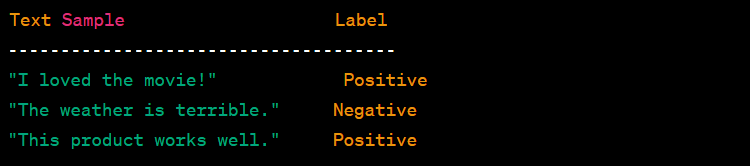 Text Sample Label
-------------------------------------
"I loved the movie!" Positive
"The weather is terrible." Negative
"This product works well." Positive